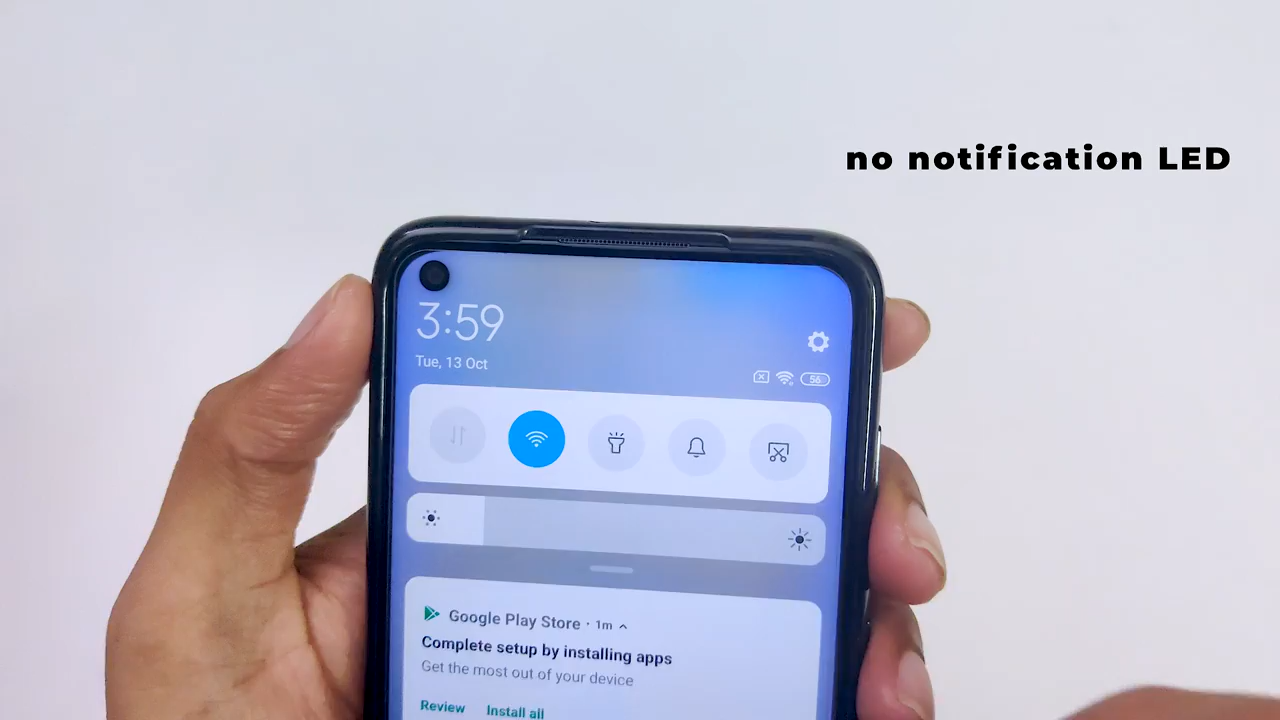 no notification LED
3:59
Tue, 13 Oct
56
Google Play Store · 1m
Complete setup by installing apps
Get the most out of your device
Review Install all